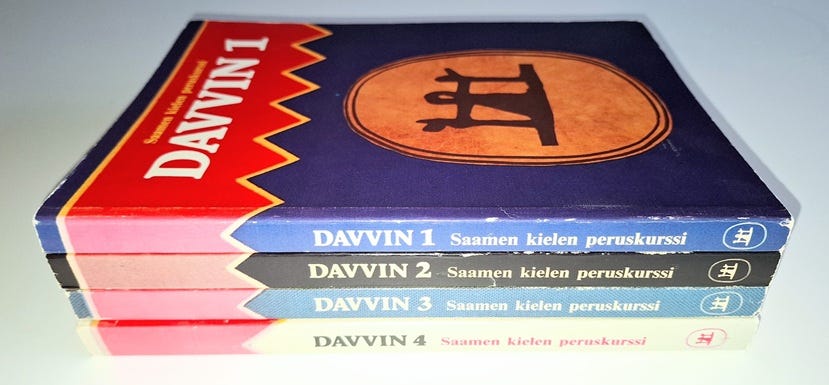 Saamen kielen peruskurssi
DAVVIN 1
DAVVIN 1 Saamen kielen peruskurssi
DAVVIN 2 Saamen kielen peruskurssi
DAVVIN 3 Saamen kielen peruskurssi
DAVVIN 4 Saamen kielen peruskurssi